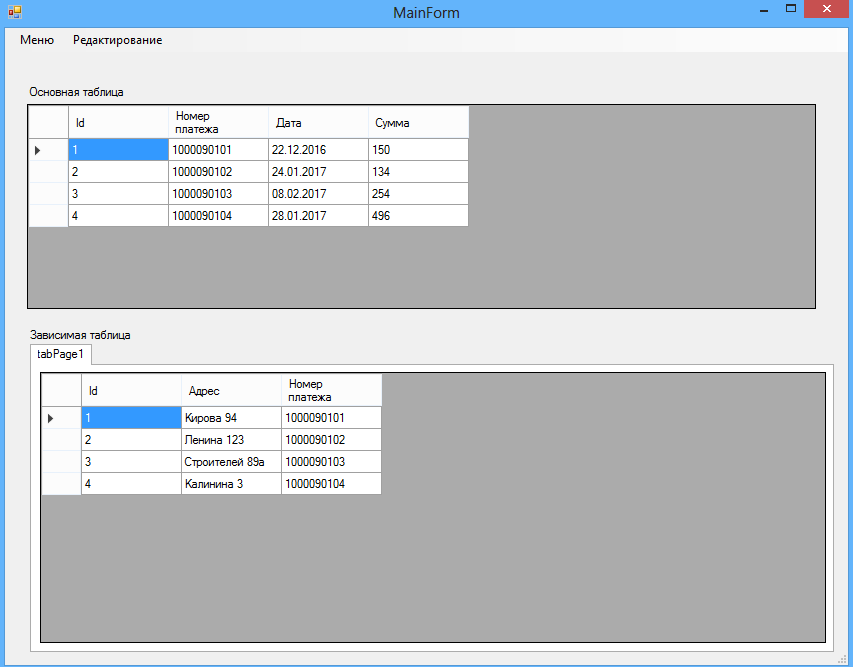 MainForm
Меню Редактирование
Основная таблица
Id Номер платежа Дата Сумма
1 1000090101 22.12.2016 150
2 1000090102 24.01.2017 134
3 1000090103 08.02.2017 254
4 1000090104 28.01.2017 496
Зависимая таблица
tabPage1
Id Адрес Номер платежа
1 Кирова 94 1000090101
2 Ленина 123 1000090102
3 Строителей 89а 1000090103
4 Калинина 3 1000090104